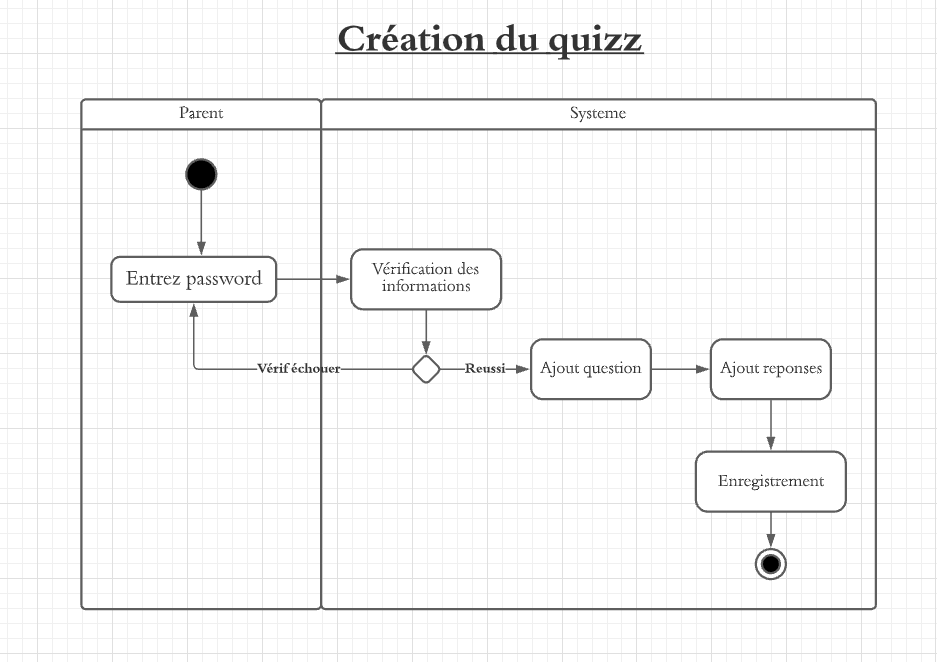 Création du quizz
Parent
Systeme
Entrez password
Vérification des
informations
Vérif échouer
Reussi
Ajout question
Ajout reponses
Enregistrement